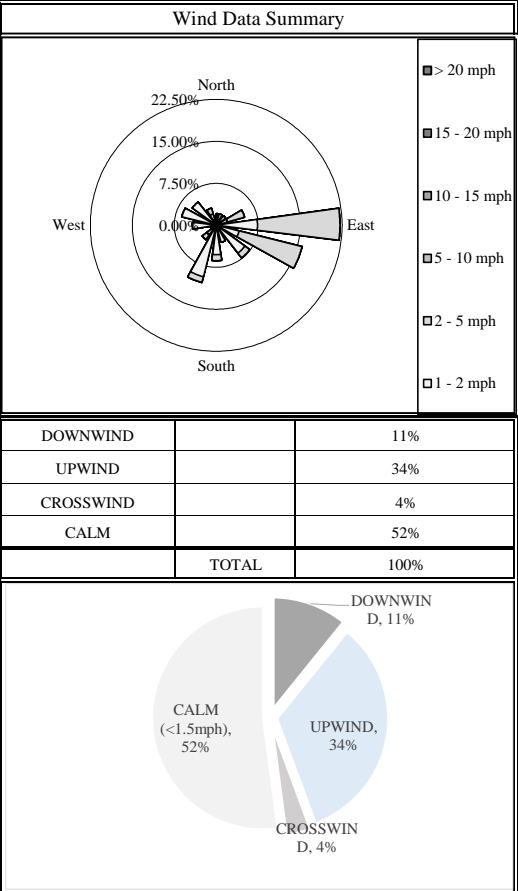 Wind Data Summary
North
22.50%
15.00%
7.50%
0.00%
West
East
South
> 20 mph
15 - 20 mph
10 - 15 mph
5 - 10 mph
2 - 5 mph
1 - 2 mph
DOWNWIND 11%
UPWIND 34%
CROSSWIND 4%
CALM 52%
TOTAL 100%
DOWNWIN
D, 11%
CALM
(<1.5mph),
52%
UPWIND,
34%
CROSSWIN
D, 4%